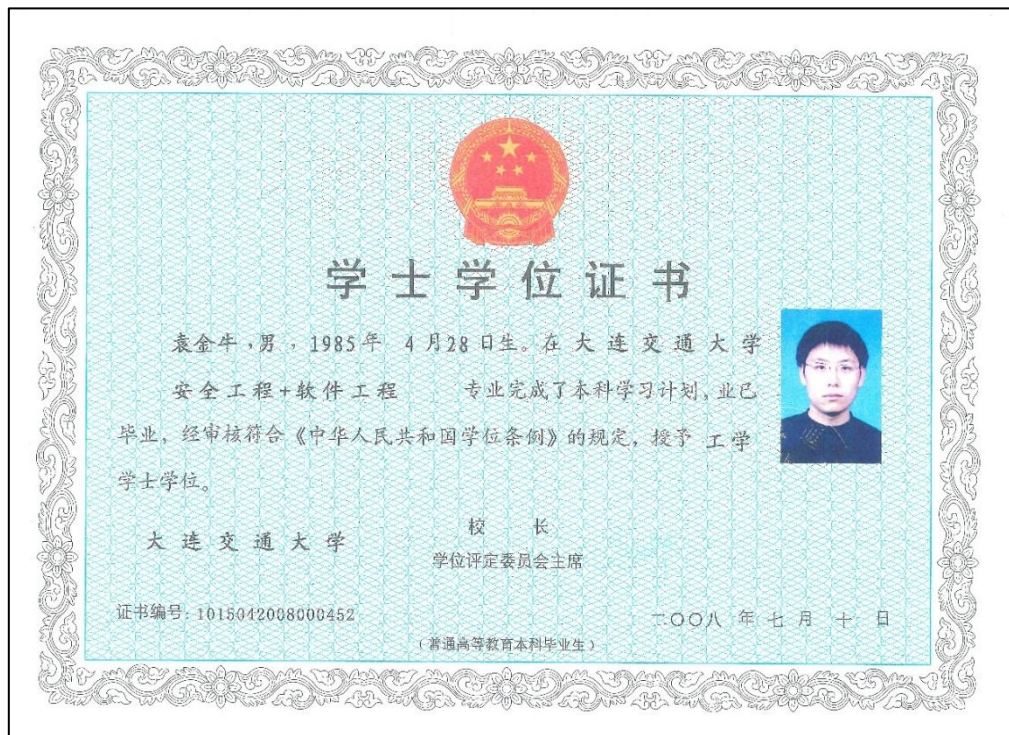 学士学位证书
袁金牛,男,1985年 4月28日生。在大连交通大学
安全工程+软件工程 专业完成了本科学习计划,业已
毕业,经审核符合《中华人民共和国学位条例》的规定,授予 工学
学士学位。
大连交通大学
校 长
学位评定委员会主席
证书编号:1015042008000452
二〇〇八 年 七 月 十 日
(普通高等教育本科毕业生)